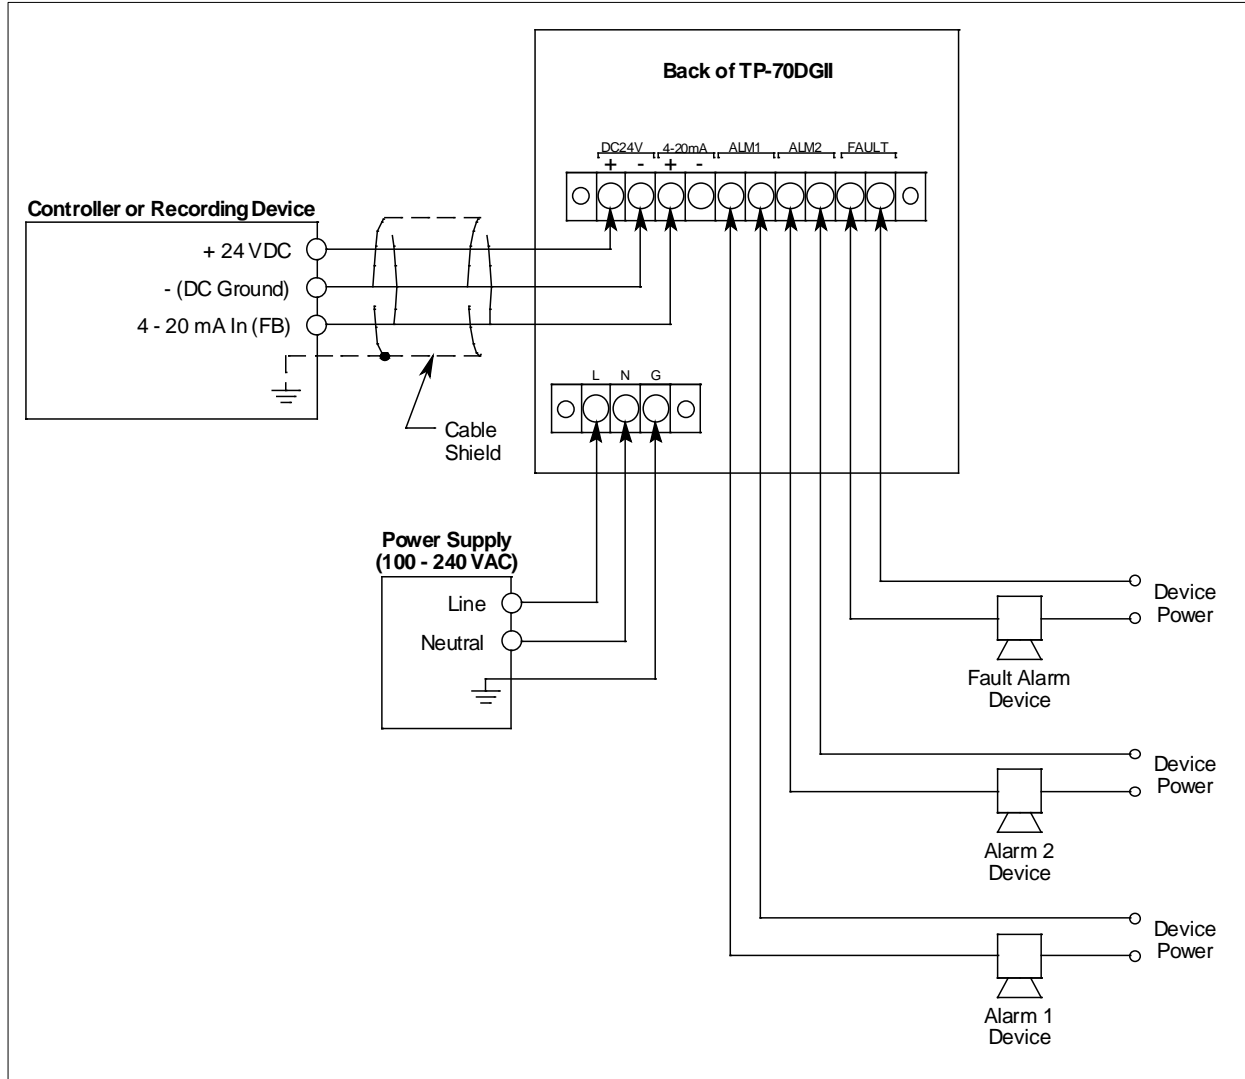 Back of TP-70DGII
DC24V 4-20mA ALM1 ALM2 FAULT
+ - + -
Controller or Recording Device
+ 24 VDC
- (DC Ground)
4 - 20 mA In (FB)
Cable
Shield
L N G
Power Supply
(100 - 240 VAC)
Line
Neutral
Device
Power
Fault Alarm
Device
Device
Power
Alarm 2
Device
Device
Power
Alarm 1
Device